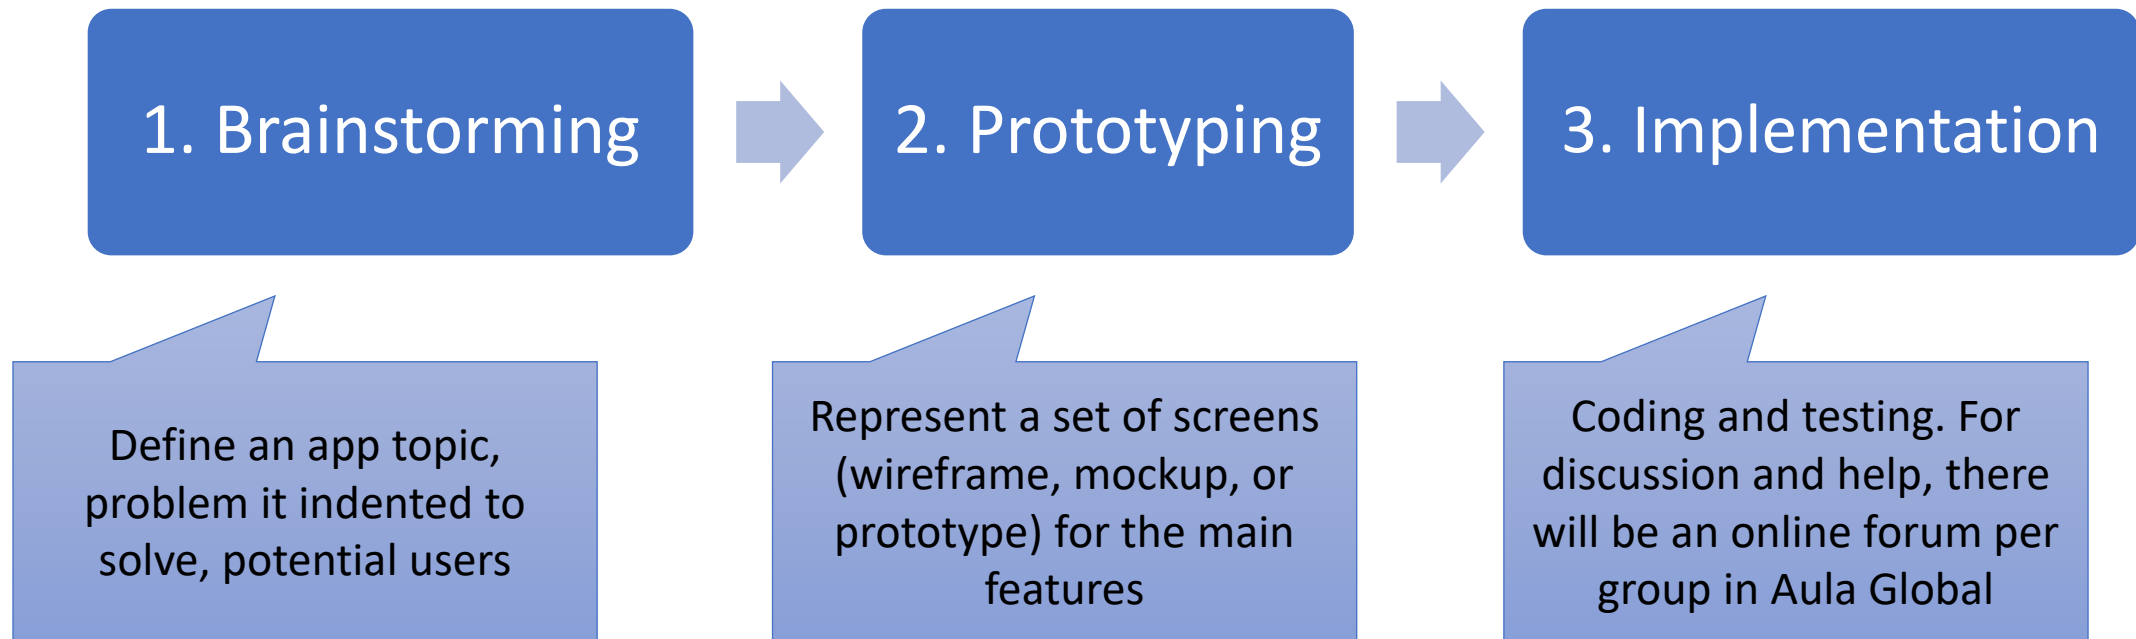 1. Brainstorming
2. Prototyping
3. Implementation
Define an app topic,
problem it indented to
solve, potential users
Represent a set of screens
(wireframe, mockup, or
prototype) for the main
features
Coding and testing. For
discussion and help, there
will be an online forum per
group in Aula Global